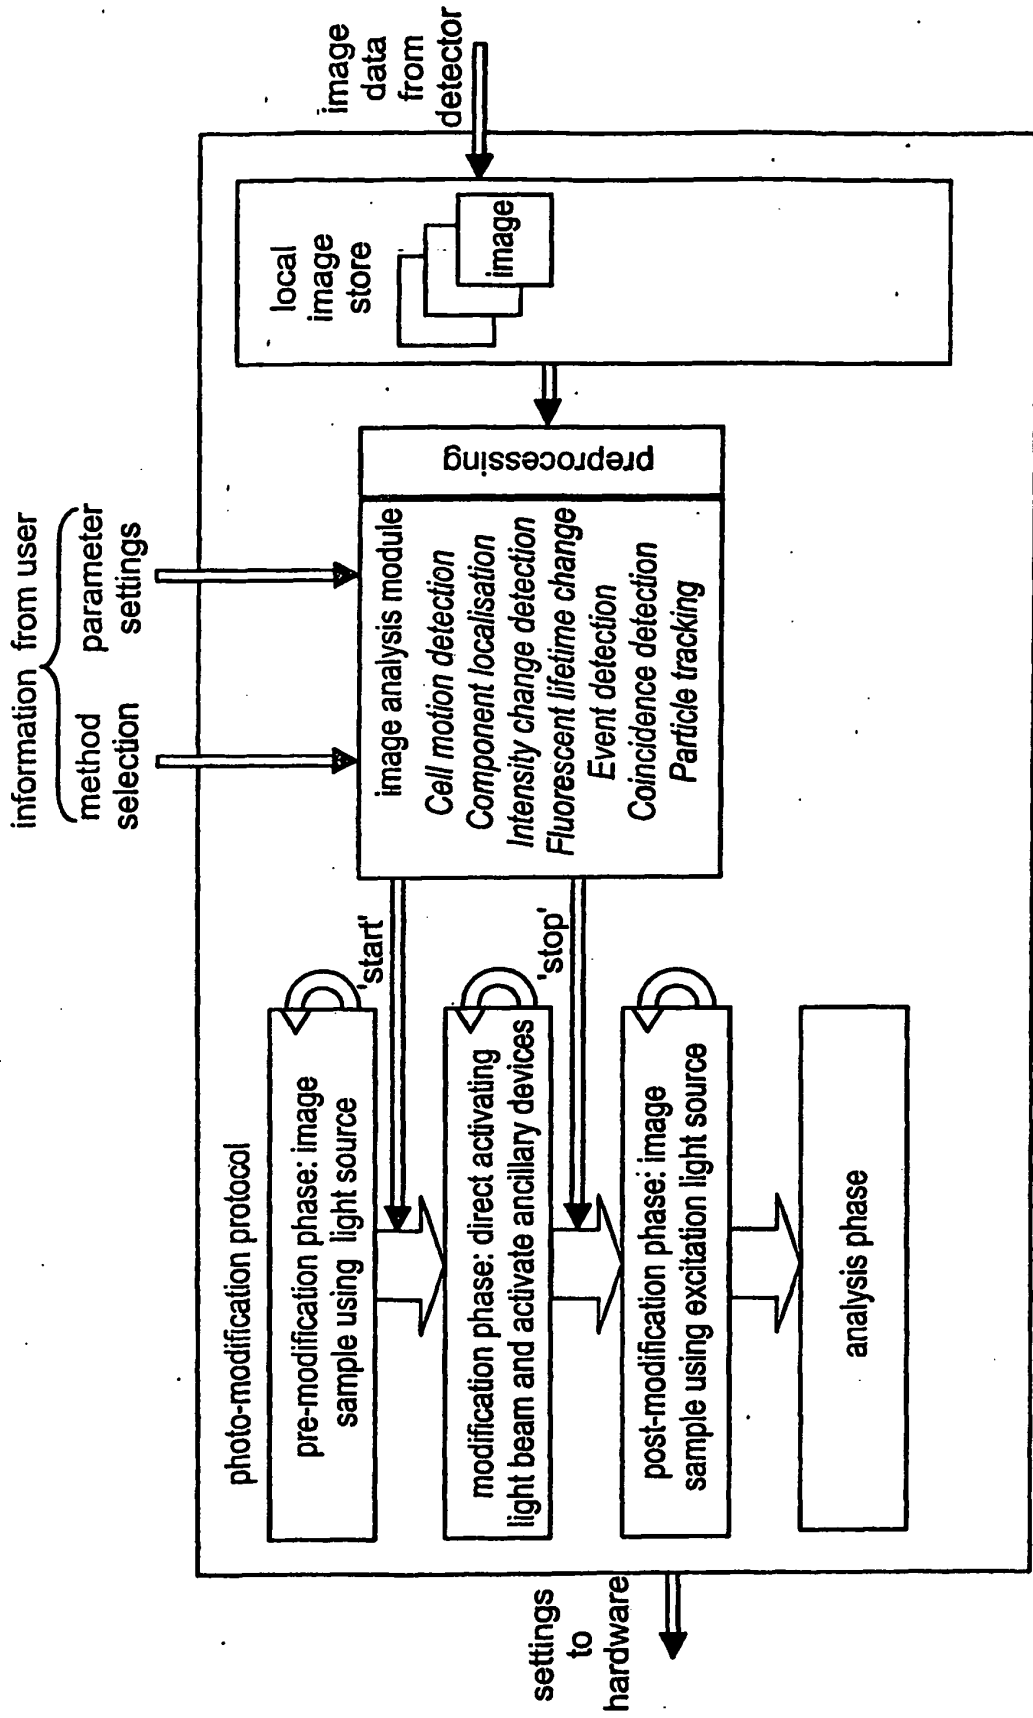 information from user
method
selection
parameter
settings
image
data
from
detector
local
image
store
image
preprocessing
image analysis module
Cell motion detection
Component localisation
Intensity change detection
Fluorescent lifetime change
Event detection
Coincidence detection
Particle tracking
'start'
'stop'
photo-modification protocol
pre-modification phase: image
sample using light source
modification phase: direct activating
light beam and activate ancillary devices
post-modification phase: image
sample using excitation light source
analysis phase
settings
to
hardware